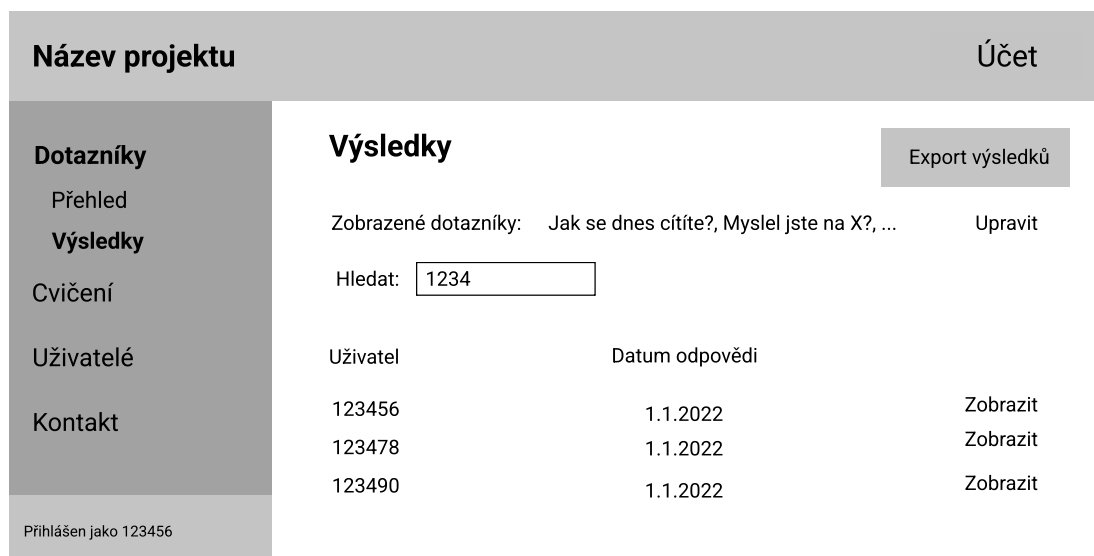 Název projektu
Účet
Dotazníky
Přehled
Výsledky
Cvičení
Uživatelé
Kontakt
Přihlášen jako 123456
Výsledky
Export výsledků
Zobrazené dotazníky: Jak se dnes cítíte?, Myslel jste na X?, ... Upravit
Hledat: 1234
Uživatel Datum odpovědi
123456 1.1.2022 Zobrazit
123478 1.1.2022 Zobrazit
123490 1.1.2022 Zobrazit